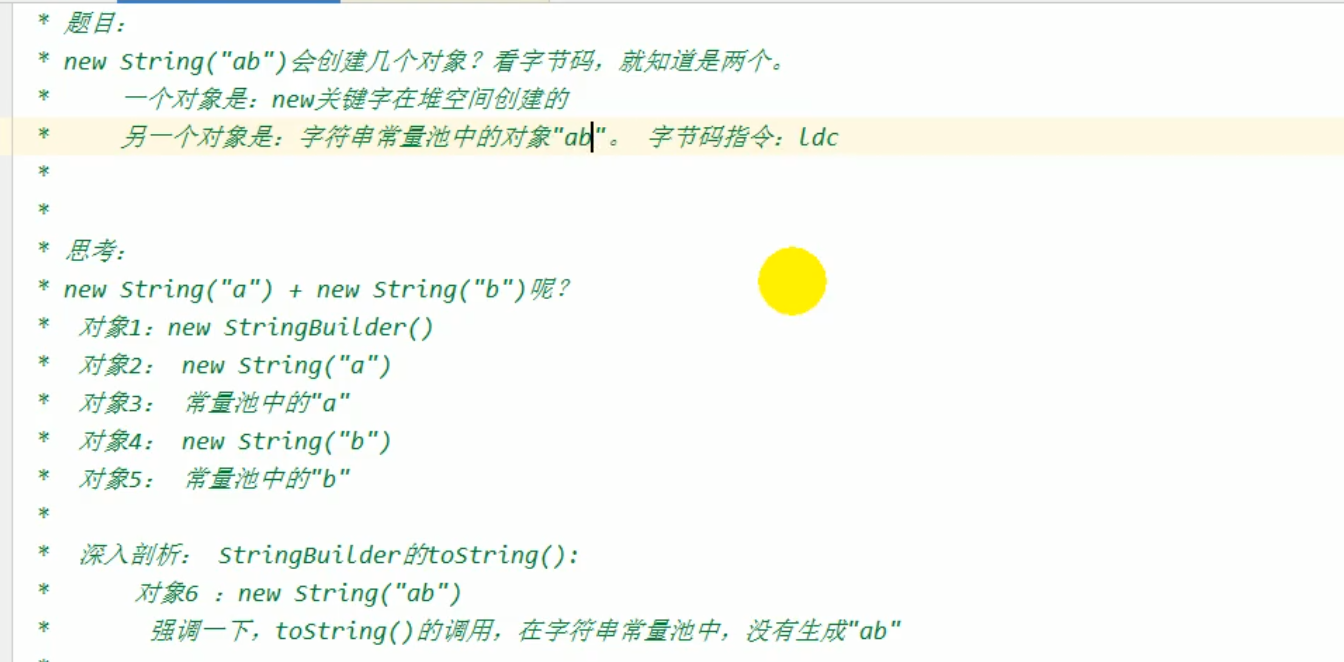 * 题目：
* new String("ab")会创建几个对象？看字节码，就知道是两个。
* 一个对象是：new关键字在堆空间创建的
* 另一个对象是：字符串常量池中的对象"ab"。 字节码指令：ldc
*
*
* 思考：
* new String("a") + new String("b")呢？
* 对象1：new StringBuilder()
* 对象2： new String("a")
* 对象3： 常量池中的"a"
* 对象4： new String("b")
* 对象5： 常量池中的"b"
*
* 深入剖析： StringBuilder的toString():
* 对象6 ：new String("ab")
* 强调一下，toString()的调用，在字符串常量池中，没有生成"ab"
*